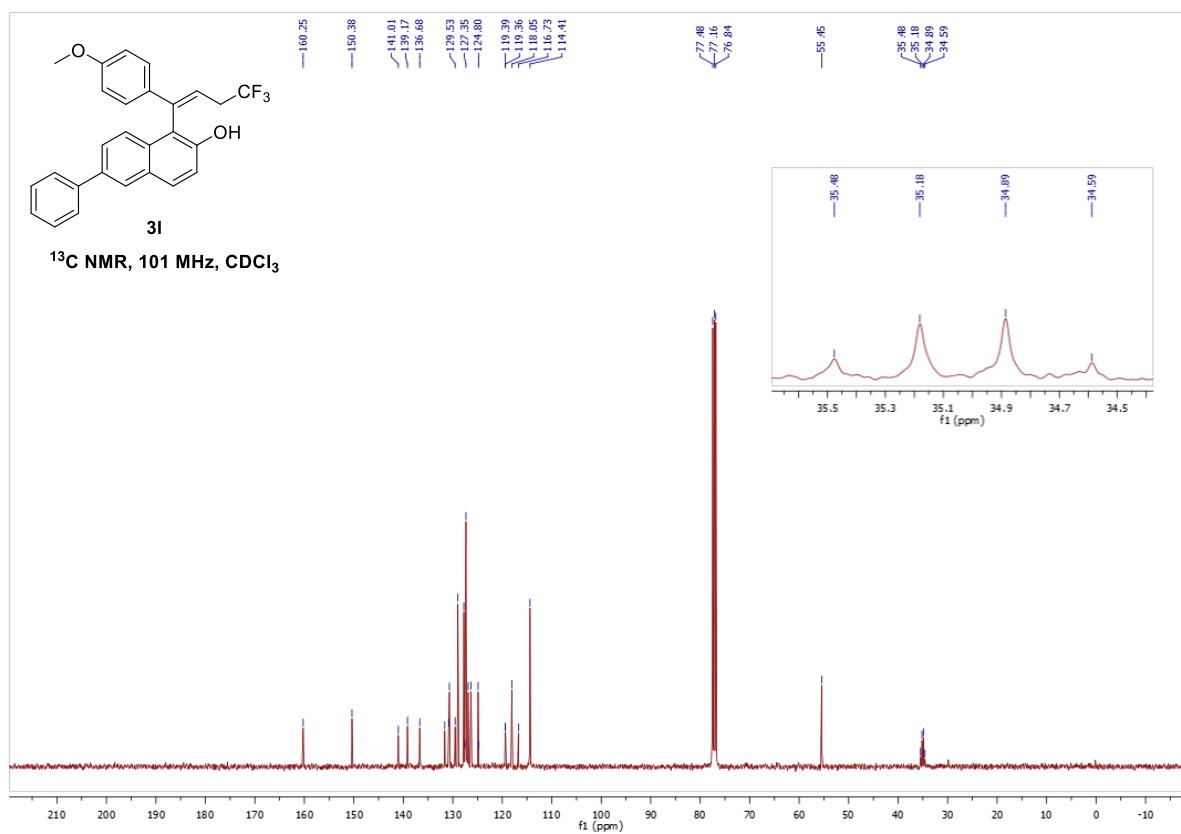 160.25
150.38
141.01
139.17
136.68
129.53
127.35
124.80
119.39
119.36
118.05
116.73
114.41
77.48
77.16
76.84
55.45
35.48
35.18
34.89
34.59
O
CF3
OH
3l
13C NMR, 101 MHz, CDCl3
35.48
35.18
34.89
34.59
35.5 35.3 35.1 34.9 34.7 34.5
f1 (ppm)
210 200 190 180 170 160 150 140 130 120 110 100 90 80 70 60 50 40 30 20 10 0 -10
f1 (ppm)